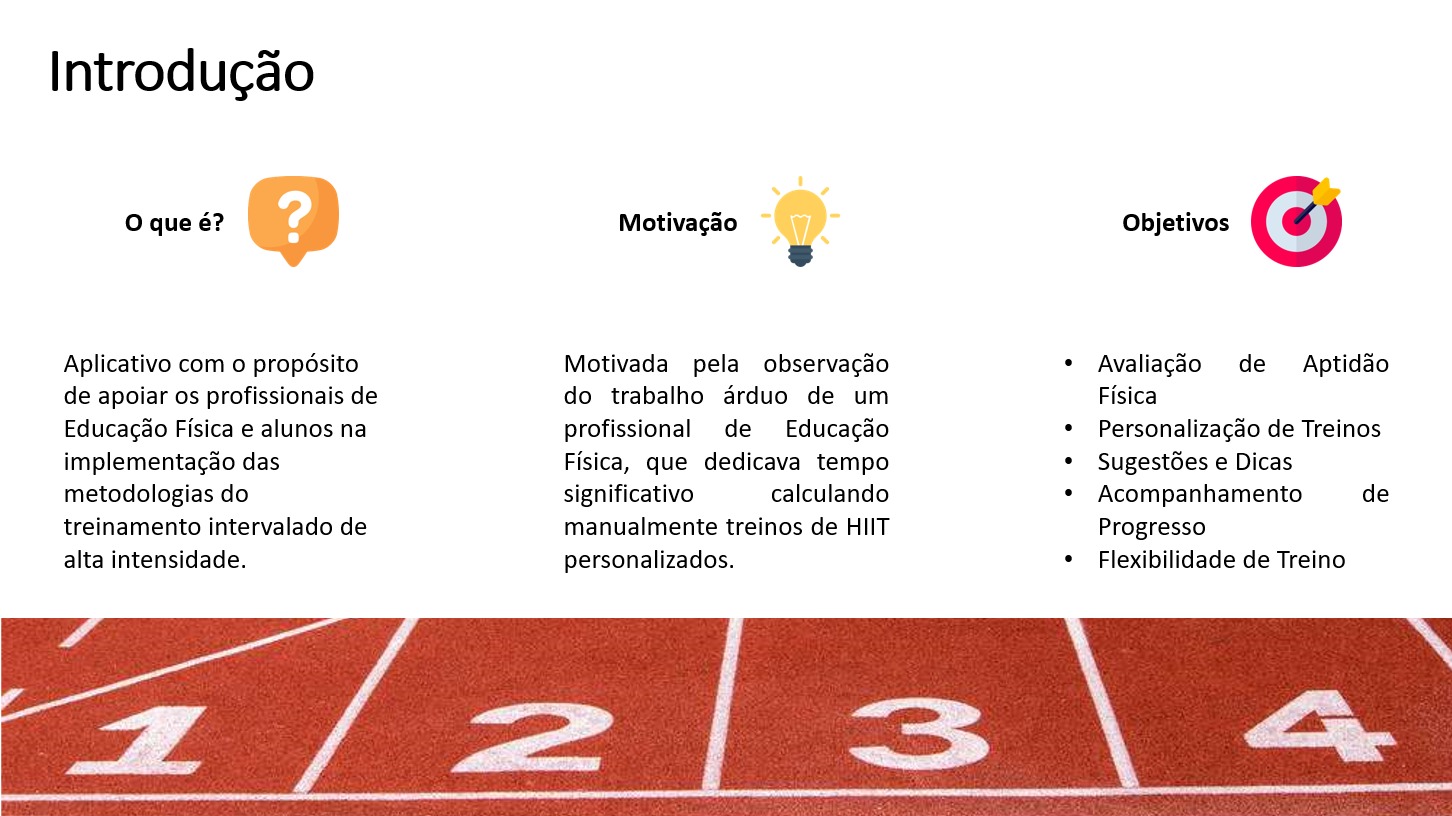 Introdução
O que é?
?
Aplicativo com o propósito
de apoiar os profissionais de
Educação Física e alunos na
implementação das
metodologias do
treinamento intervalado de
alta intensidade.
Motivação
Motivada pela observação
do trabalho árduo de um
profissional de Educação
Física, que dedicava tempo
significativo calculando
manualmente treinos de HIIT
personalizados.
Objetivos
• Avaliação de Aptidão
Física
• Personalização de Treinos
• Sugestões e Dicas
• Acompanhamento de
Progresso
• Flexibilidade de Treino
1 2 3 4